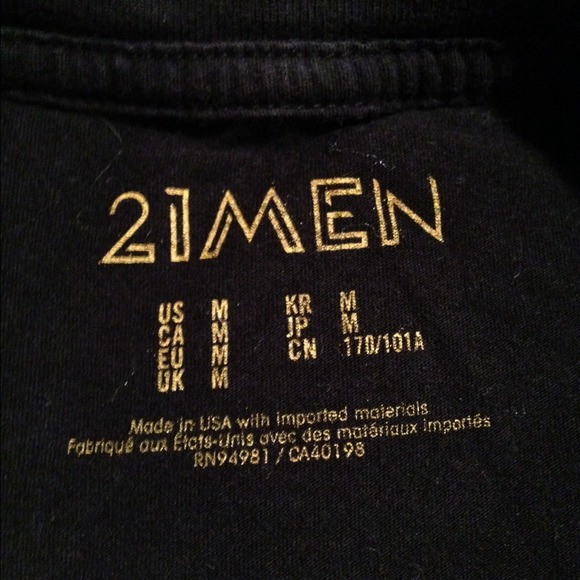 21MEN
US M KR M
CA M JP M
EU M CN 170/101A
UK M
Made in USA with imported materials
Fabriqué aux États-Unis avec des matériaux importés
RN94981 / CA40198